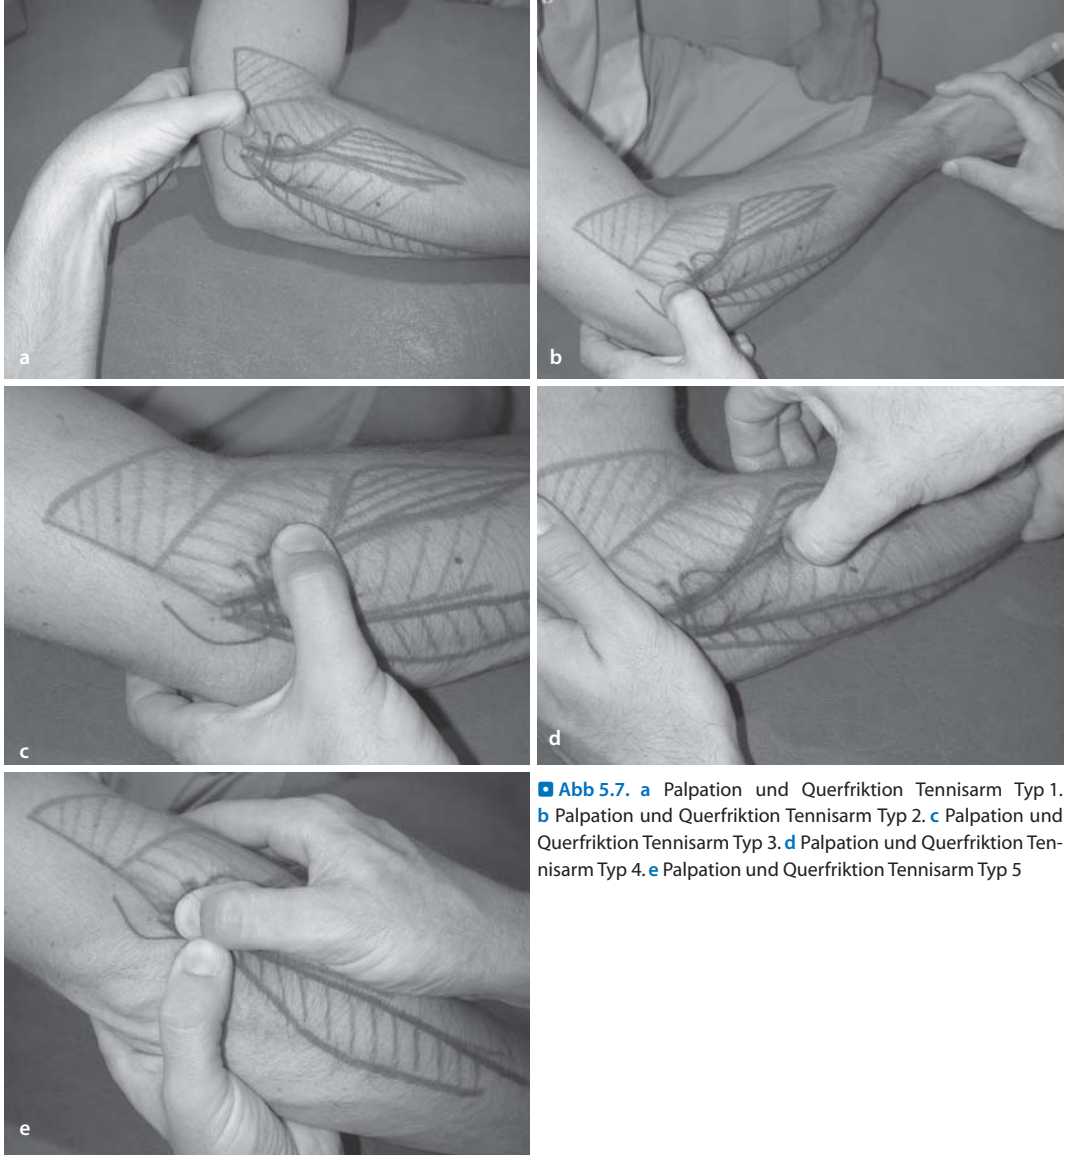 a
b
c
d
Abb 5.7. a Palpation und Querfriktion Tennisarm Typ 1.
b Palpation und Querfriktion Tennisarm Typ 2. c Palpation und
Querfriktion Tennisarm Typ 3. d Palpation und Querfriktion Ten-
nisarm Typ 4. e Palpation und Querfriktion Tennisarm Typ 5
e